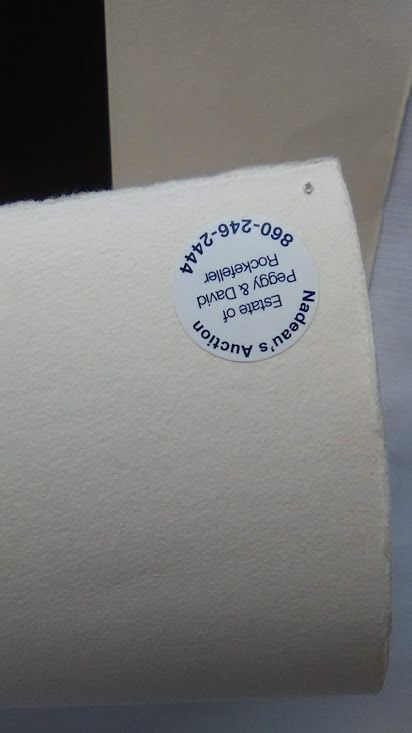 Nadeau's Auction
Estate of
Peggy & David
Rockefeller
860-246-2444